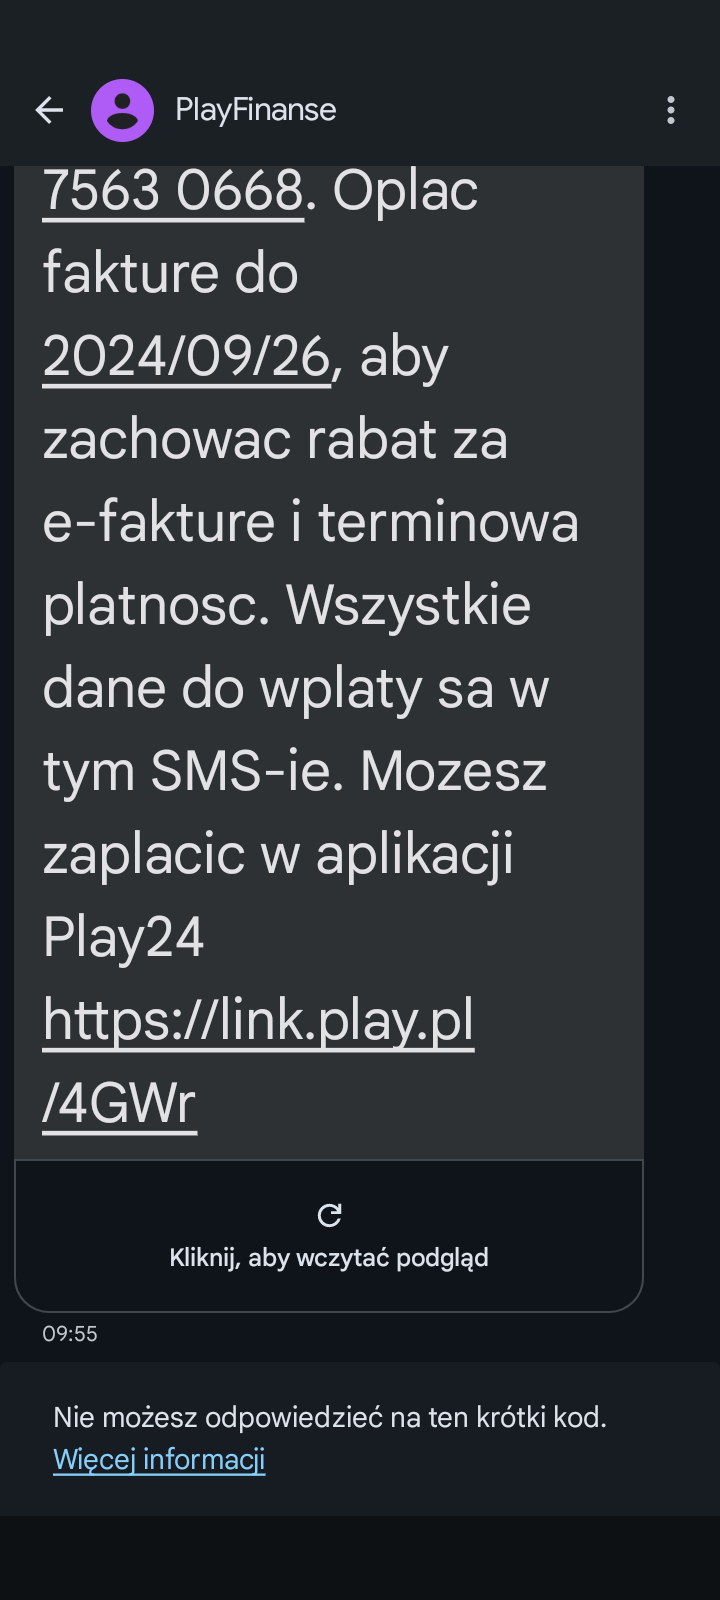 PlayFinanse
7563 0668. Oplac
fakture do
2024/09/26, aby
zachowac rabat za
e-fakture i terminowa
platnosc. Wszystkie
dane do wplaty sa w
tym SMS-ie. Mozesz
zaplacic w aplikacji
Play24
https://link.play.pl
/4GWr
Kliknij, aby wczytać podgląd
09:55
Nie możesz odpowiedzieć na ten krótki kod.
Więcej informacji